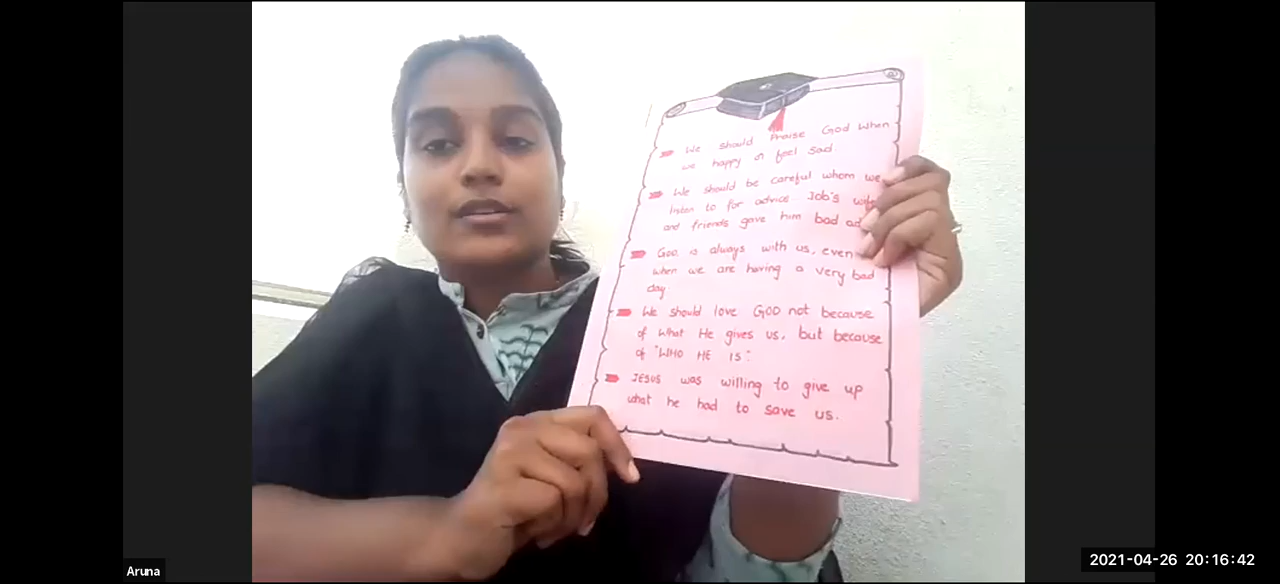 We should Praise God when
we happy or feel sad
We should be careful whom we
listen to for advice. Job's wife
and friends gave him bad ad
God is always with us, even
when we are having a very bad
day.
We should love GOD not because
of what He gives us, but because
of "WHO HE IS".
JESUS was willing to give up
what he had to save us.
Aruna
2021-04-26 20:16:42